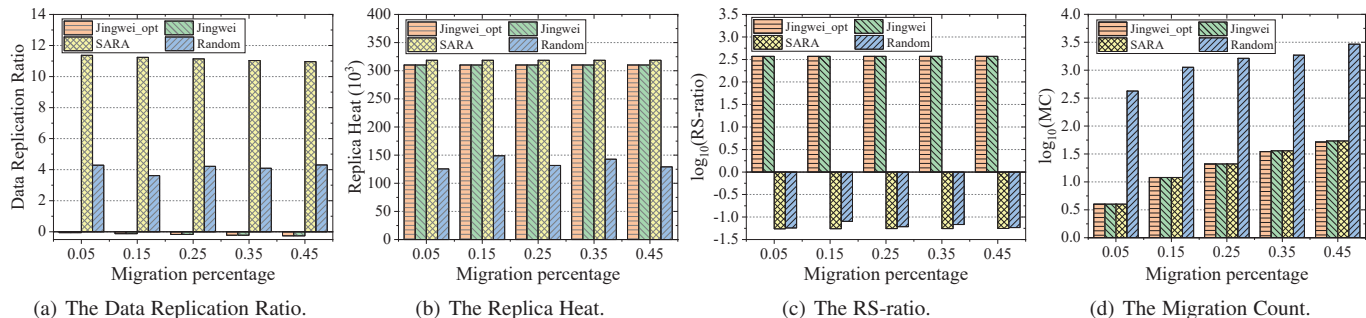 Jingwei_opt Jingwei
SARA Random
14
12
10
8
6
4
2
0
Data Replication Ratio
0.05 0.15 0.25 0.35 0.45
Migration percentage
(a) The Data Replication Ratio.
Jingwei_opt Jingwei
SARA Random
400
350
300
250
200
150
100
50
0
Replica Heat (10³)
0.05 0.15 0.25 0.35 0.45
Migration percentage
(b) The Replica Heat.
Jingwei_opt Jingwei
SARA Random
3.5
3.0
2.5
2.0
1.5
1.0
0.5
0.0
-0.5
-1.0
-1.5
log₁₀(RS-ratio)
0.05 0.15 0.25 0.35 0.45
Migration percentage
(c) The RS-ratio.
Jingwei_opt Jingwei
SARA Random
4.0
3.5
3.0
2.5
2.0
1.5
1.0
0.5
0.0
log₁₀(MC)
0.05 0.15 0.25 0.35 0.45
Migration percentage
(d) The Migration Count.